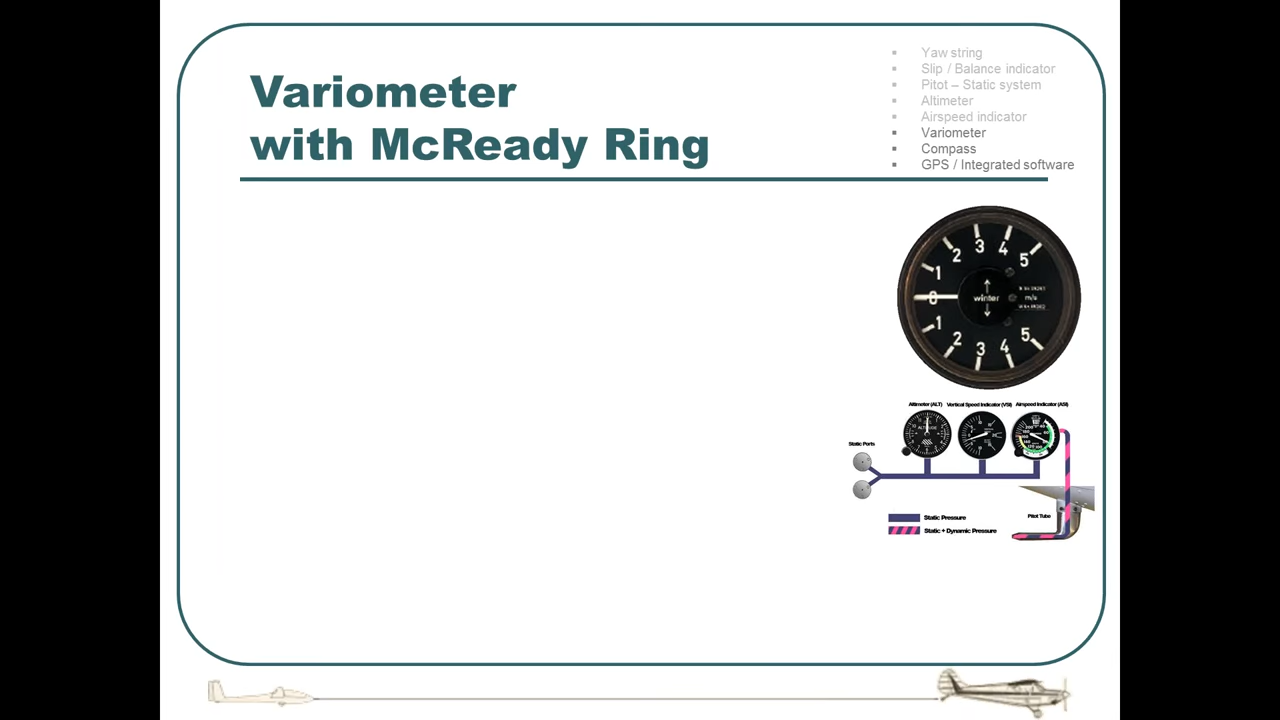 Variometer
with McReady Ring
Yaw string
Slip / Balance indicator
Pitot – Static system
Altimeter
Airspeed indicator
Variometer
Compass
GPS / Integrated software
1 2 3 4 5
0
winter
m/s
1 2 3 4 5
Altimeter (ALT) Vertical Speed Indicator (VSI) Airspeed Indicator (ASI)
Static Ports
Static Pressure
Static + Dynamic Pressure
Pitot Tube